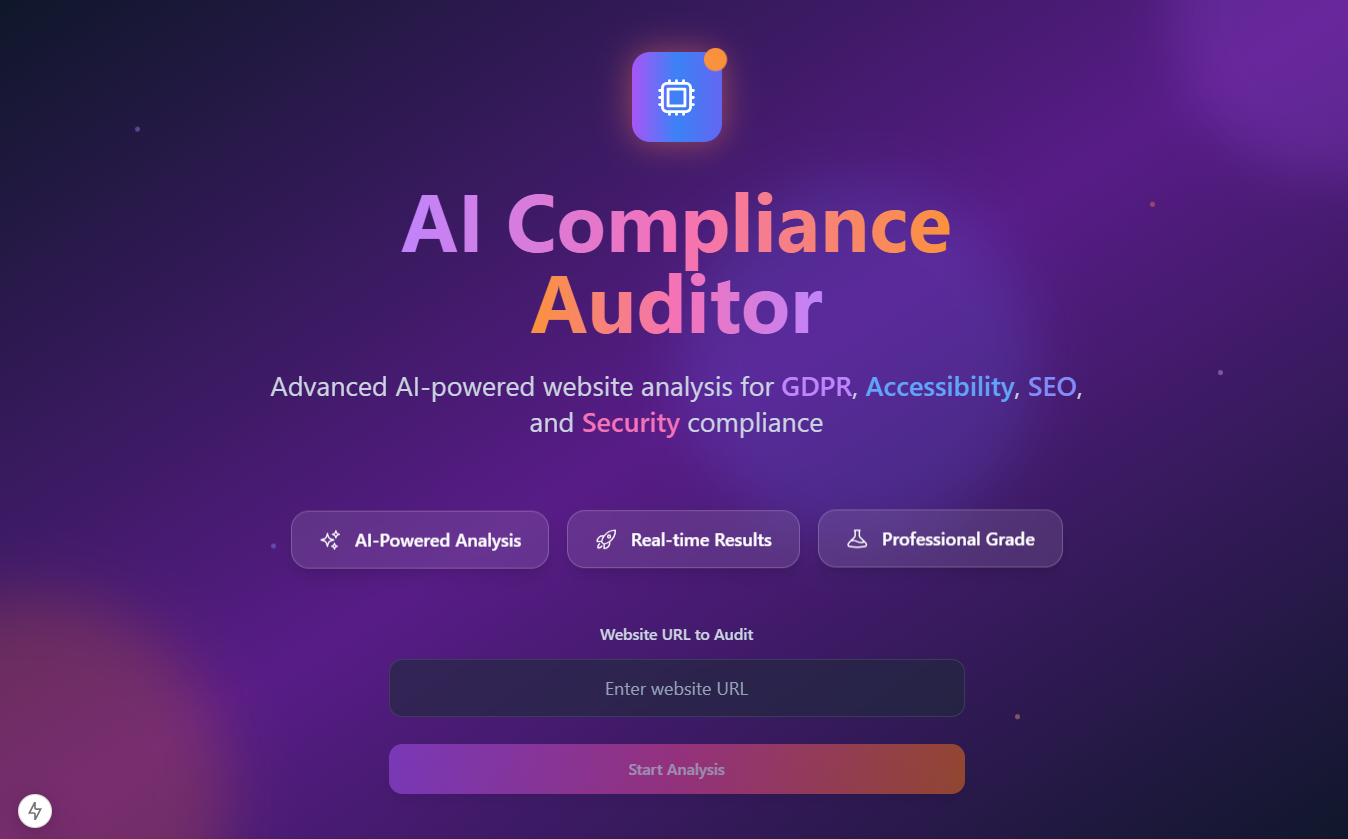 AI Compliance
Auditor
Advanced AI-powered website analysis for GDPR, Accessibility, SEO,
and Security compliance
AI-Powered Analysis
Real-time Results
Professional Grade
Website URL to Audit
Enter website URL
Start Analysis